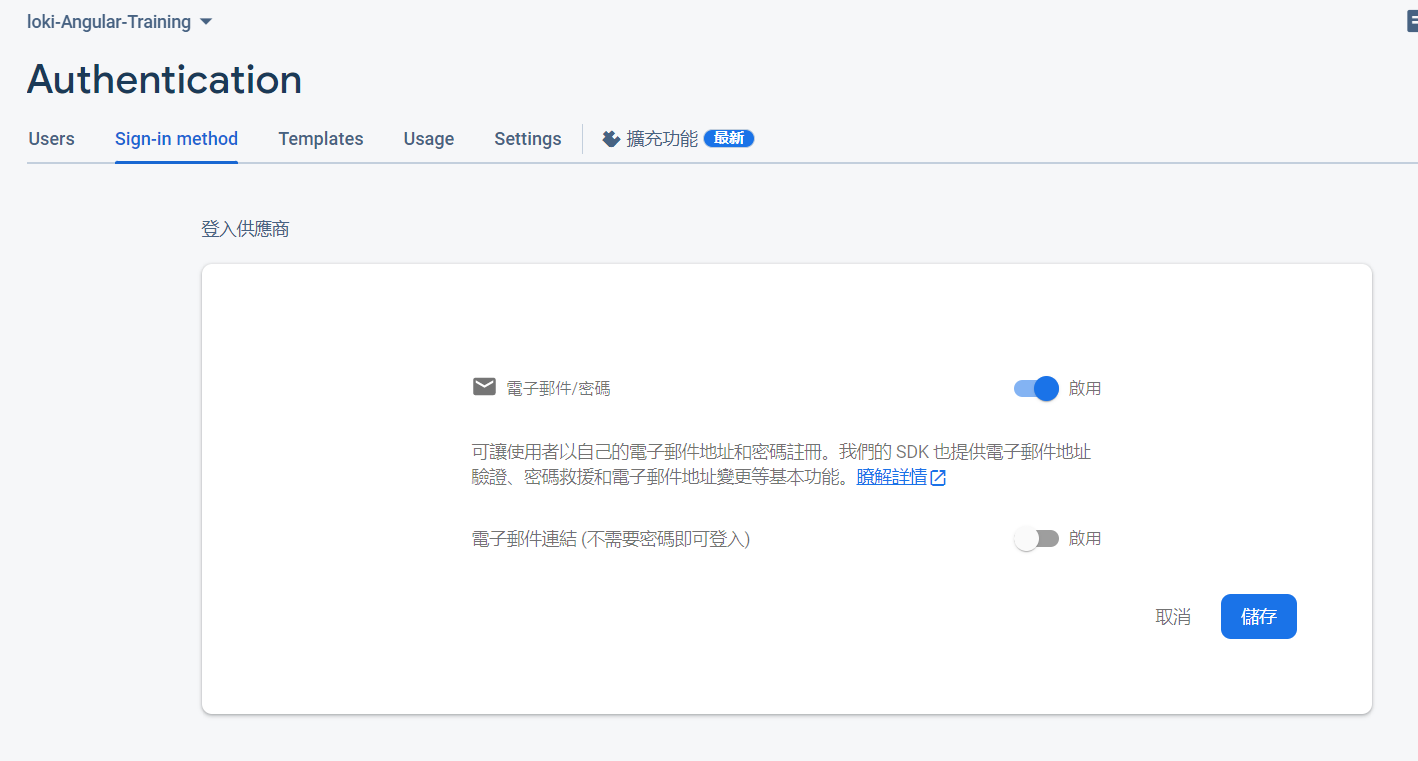 loki-Angular-Training
Authentication
Users Sign-in method Templates Usage Settings 擴充功能 最新
登入供應商
電子郵件/密碼 啟用
可讓使用者以自己的電子郵件地址和密碼註冊。我們的 SDK 也提供電子郵件地址
驗證、密碼救援和電子郵件地址變更等基本功能。瞭解詳情
電子郵件連結 (不需要密碼即可登入) 啟用
取消 儲存